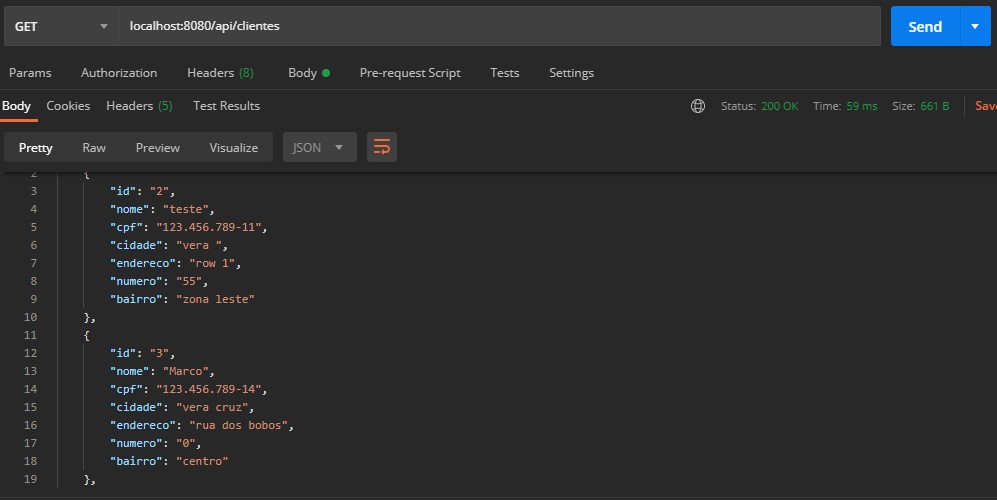 GET localhost:8080/api/clientes Send
Params Authorization Headers (8) Body Pre-request Script Tests Settings
Body Cookies Headers (5) Test Results Status: 200 OK Time: 59 ms Size: 661 B Save
Pretty Raw Preview Visualize JSON
2 {
3 "id": "2",
4 "nome": "teste",
5 "cpf": "123.456.789-11",
6 "cidade": "vera ",
7 "endereco": "row 1",
8 "numero": "55",
9 "bairro": "zona leste"
10 },
11 {
12 "id": "3",
13 "nome": "Marco",
14 "cpf": "123.456.789-14",
15 "cidade": "vera cruz",
16 "endereco": "rua dos bobos",
17 "numero": "0",
18 "bairro": "centro"
19 },